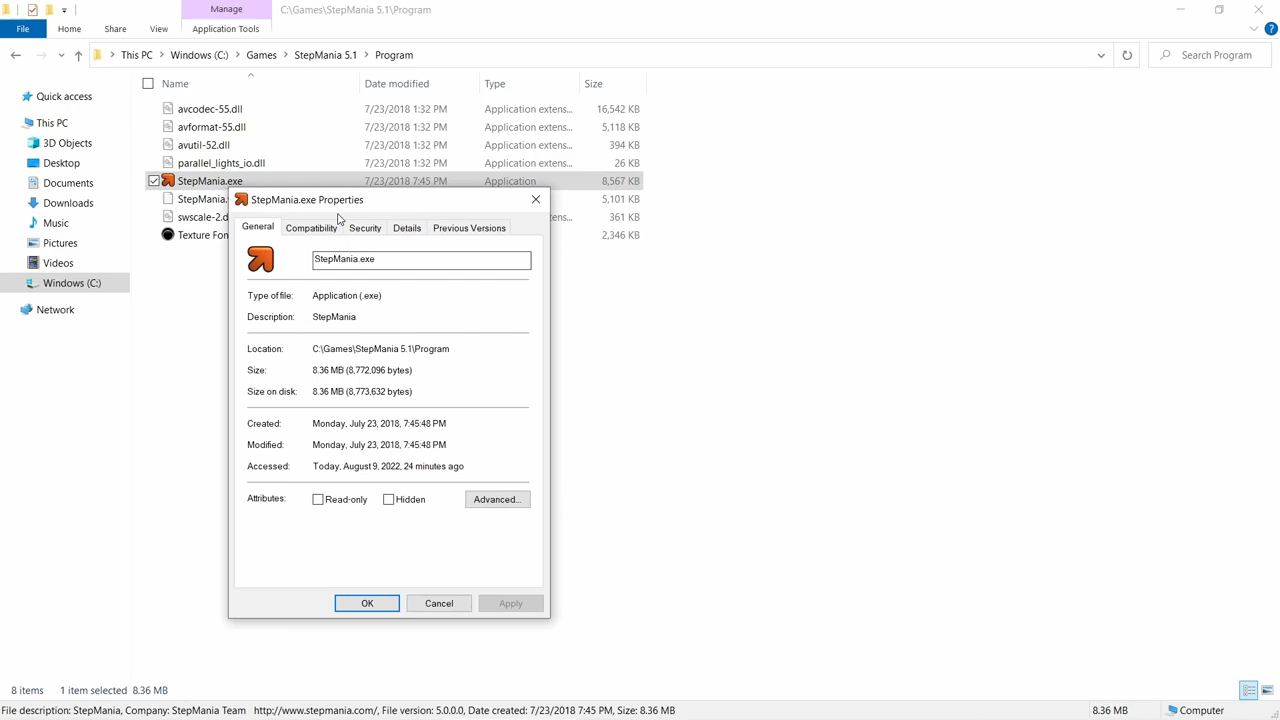 Manage
C:\Games\StepMania 5.1\Program
File
Home
Share
View
Application Tools
?
This PC
Windows (C:)
Games
StepMania 5.1
Program
Search Program
Name
Date modified
Type
Size
Quick access
This PC
3D Objects
Desktop
Documents
Downloads
Music
Pictures
Videos
Windows (C:)
Network
avcodec-55.dll 7/23/2018 1:32 PM Application extens... 16,542 KB
avformat-55.dll 7/23/2018 1:32 PM Application extens... 5,118 KB
avutil-52.dll 7/23/2018 1:32 PM Application extens... 394 KB
parallel_lights_io.dll 7/23/2018 1:32 PM Application extens... 26 KB
StepMania.exe 7/23/2018 7:45 PM Application 8,567 KB
StepMania. 5,101 KB
swscale-2.d tens... 361 KB
Texture Fon 2,346 KB
StepMania.exe Properties
General
Compatibility
Security
Details
Previous Versions
StepMania.exe
Type of file: Application (.exe)
Description: StepMania
Location: C:\Games\StepMania 5.1\Program
Size: 8.36 MB (8,772,096 bytes)
Size on disk: 8.36 MB (8,773,632 bytes)
Created: Monday, July 23, 2018, 7:45:48 PM
Modified: Monday, July 23, 2018, 7:45:48 PM
Accessed: Today, August 9, 2022, 24 minutes ago
Attributes: Read-only Hidden Advanced...
OK
Cancel
Apply
8 items 1 item selected 8.36 MB
File description: StepMania, Company: StepMania Team http://www.stepmania.com/, File version: 5.0.0.0, Date created: 7/23/2018 7:45 PM, Size: 8.36 MB
8.36 MB
Computer